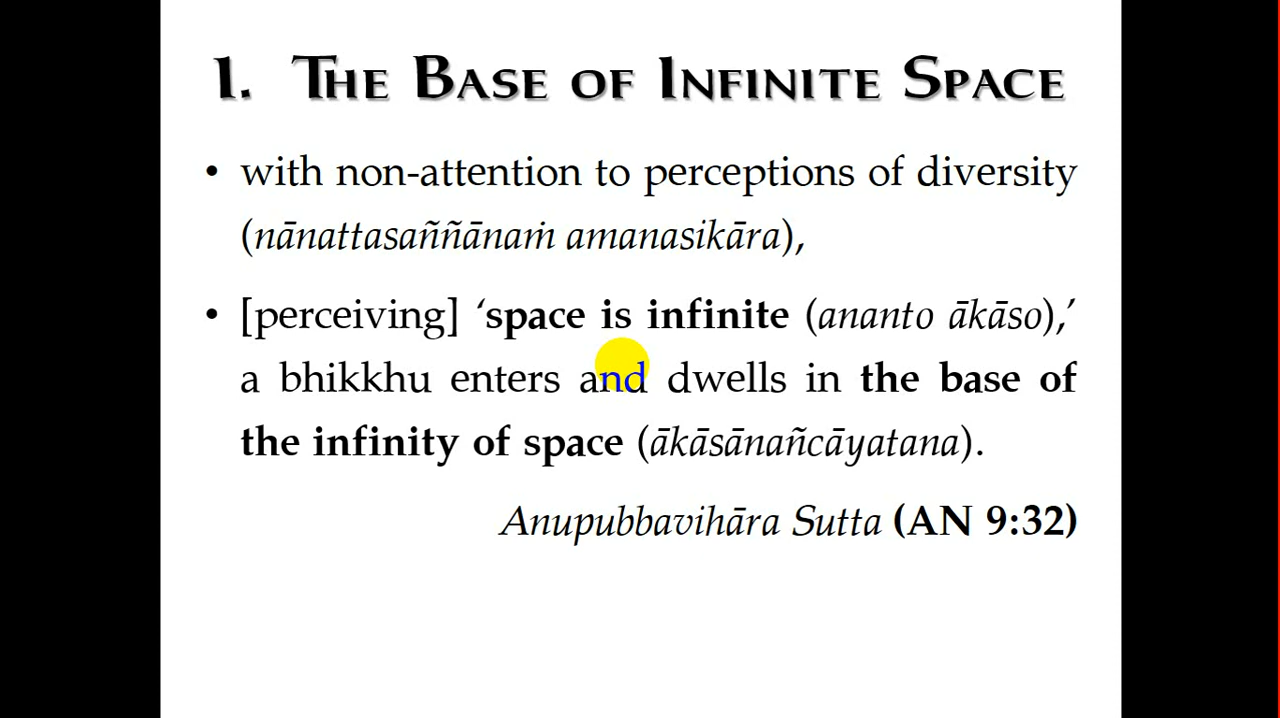 1. The Base of Infinite Space
• with non-attention to perceptions of diversity
(nānattasaññānaṁ amanasikāra),
• [perceiving] ‘space is infinite (ananto ākāso),’
a bhikkhu enters and dwells in the base of
the infinity of space (ākāsānañcāyatana).
Anupubbavihāra Sutta (AN 9:32)